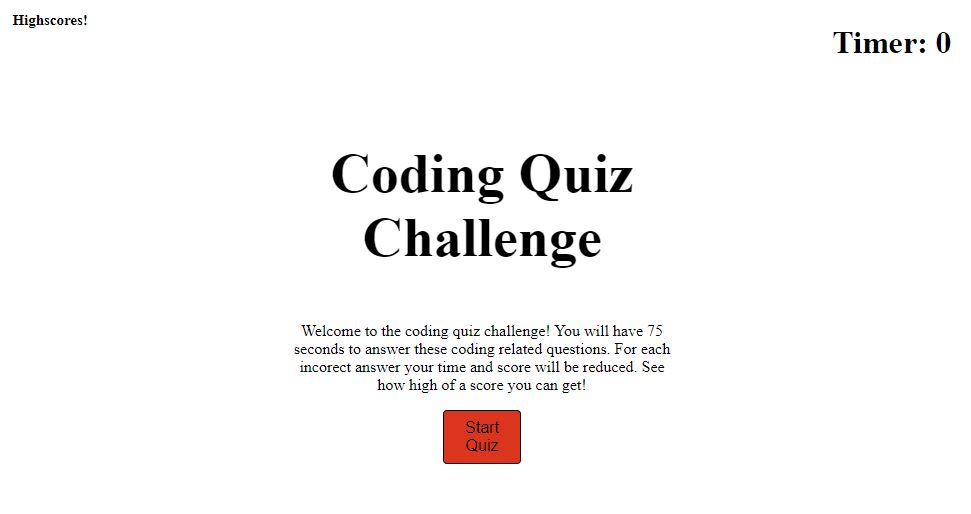 Highscores!
Timer: 0
Coding Quiz
Challenge
Welcome to the coding quiz challenge! You will have 75
seconds to answer these coding related questions. For each
incorect answer your time and score will be reduced. See
how high of a score you can get!
Start
Quiz